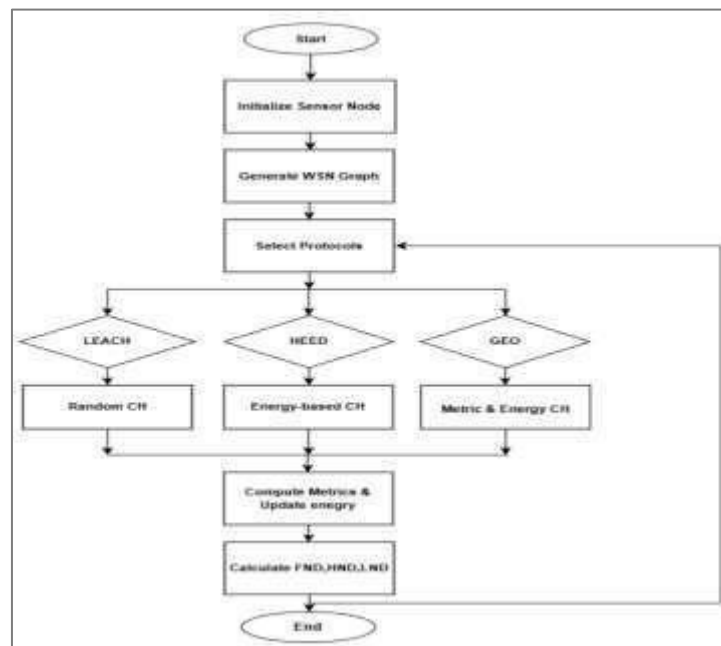 Start
Initialize Sensor Node
Generate WSN Graph
Select Protocols
LEACH
HEED
GEO
Random CH
Energy-based CH
Metric & Energy CH
Compute Metrics &
Update enegry
Calculate FND,HND,LND
End